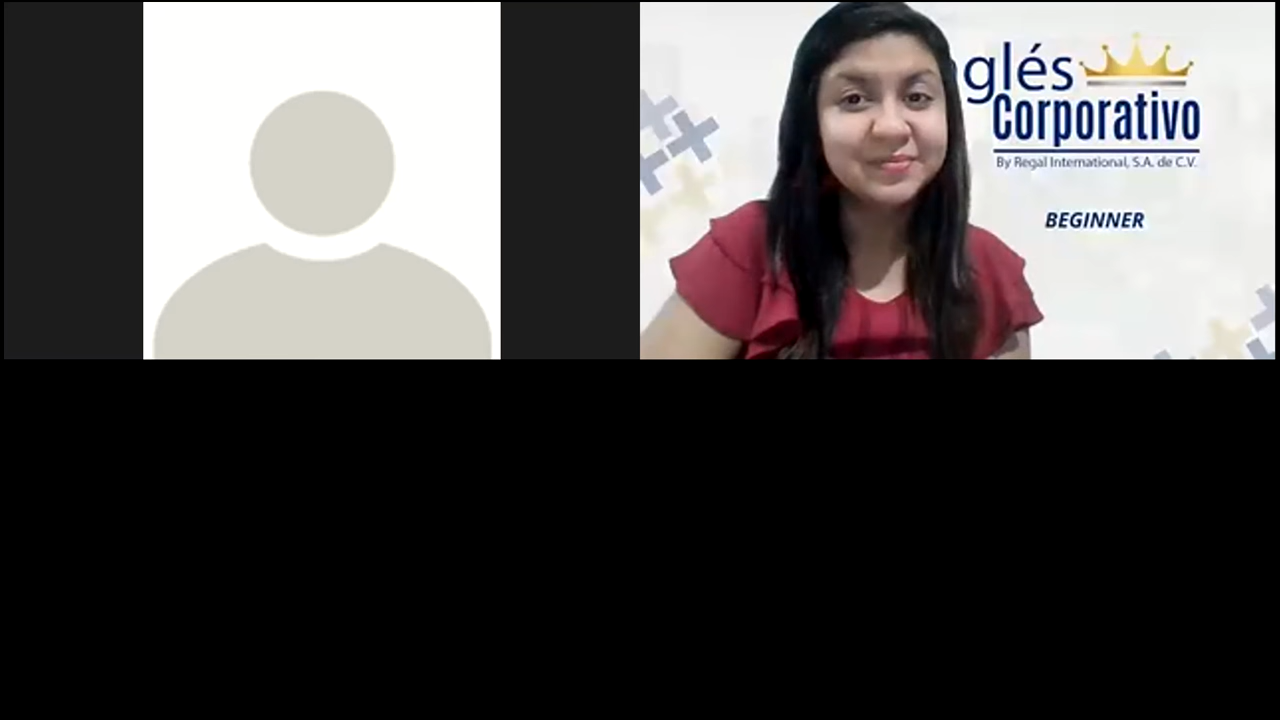 glés
Corporativo
By Regal International, S.A. de C.V.
BEGINNER